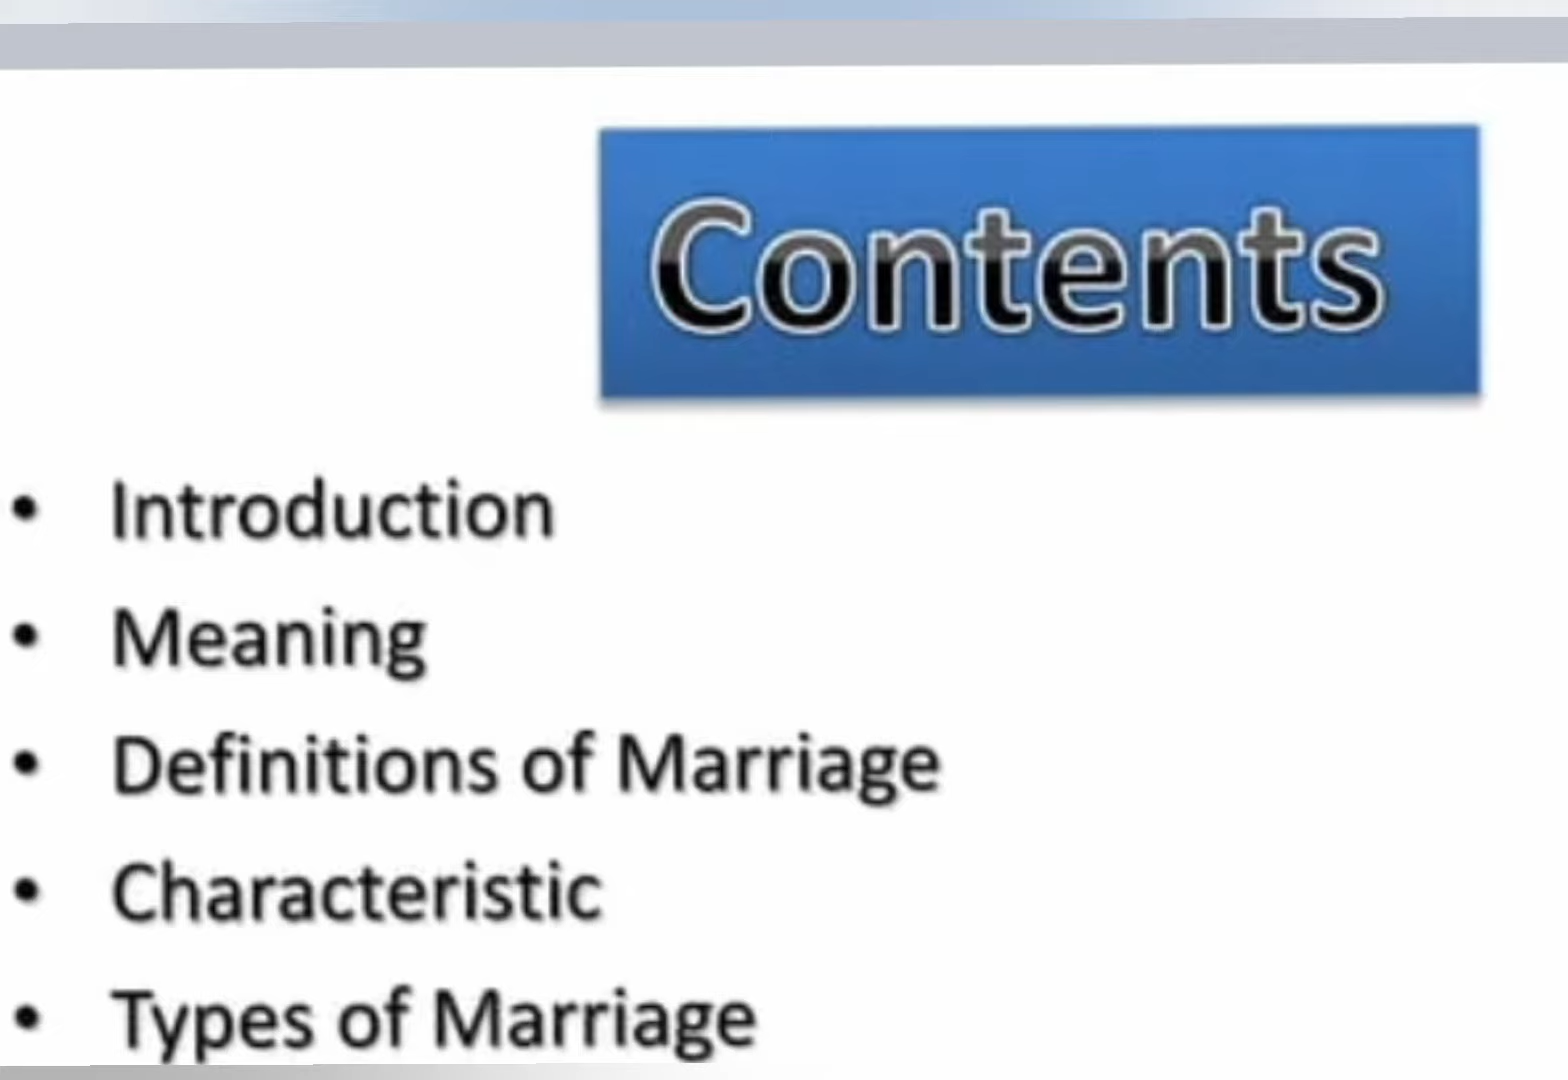 Contents
• Introduction
• Meaning
• Definitions of Marriage
• Characteristic
• Types of Marriage